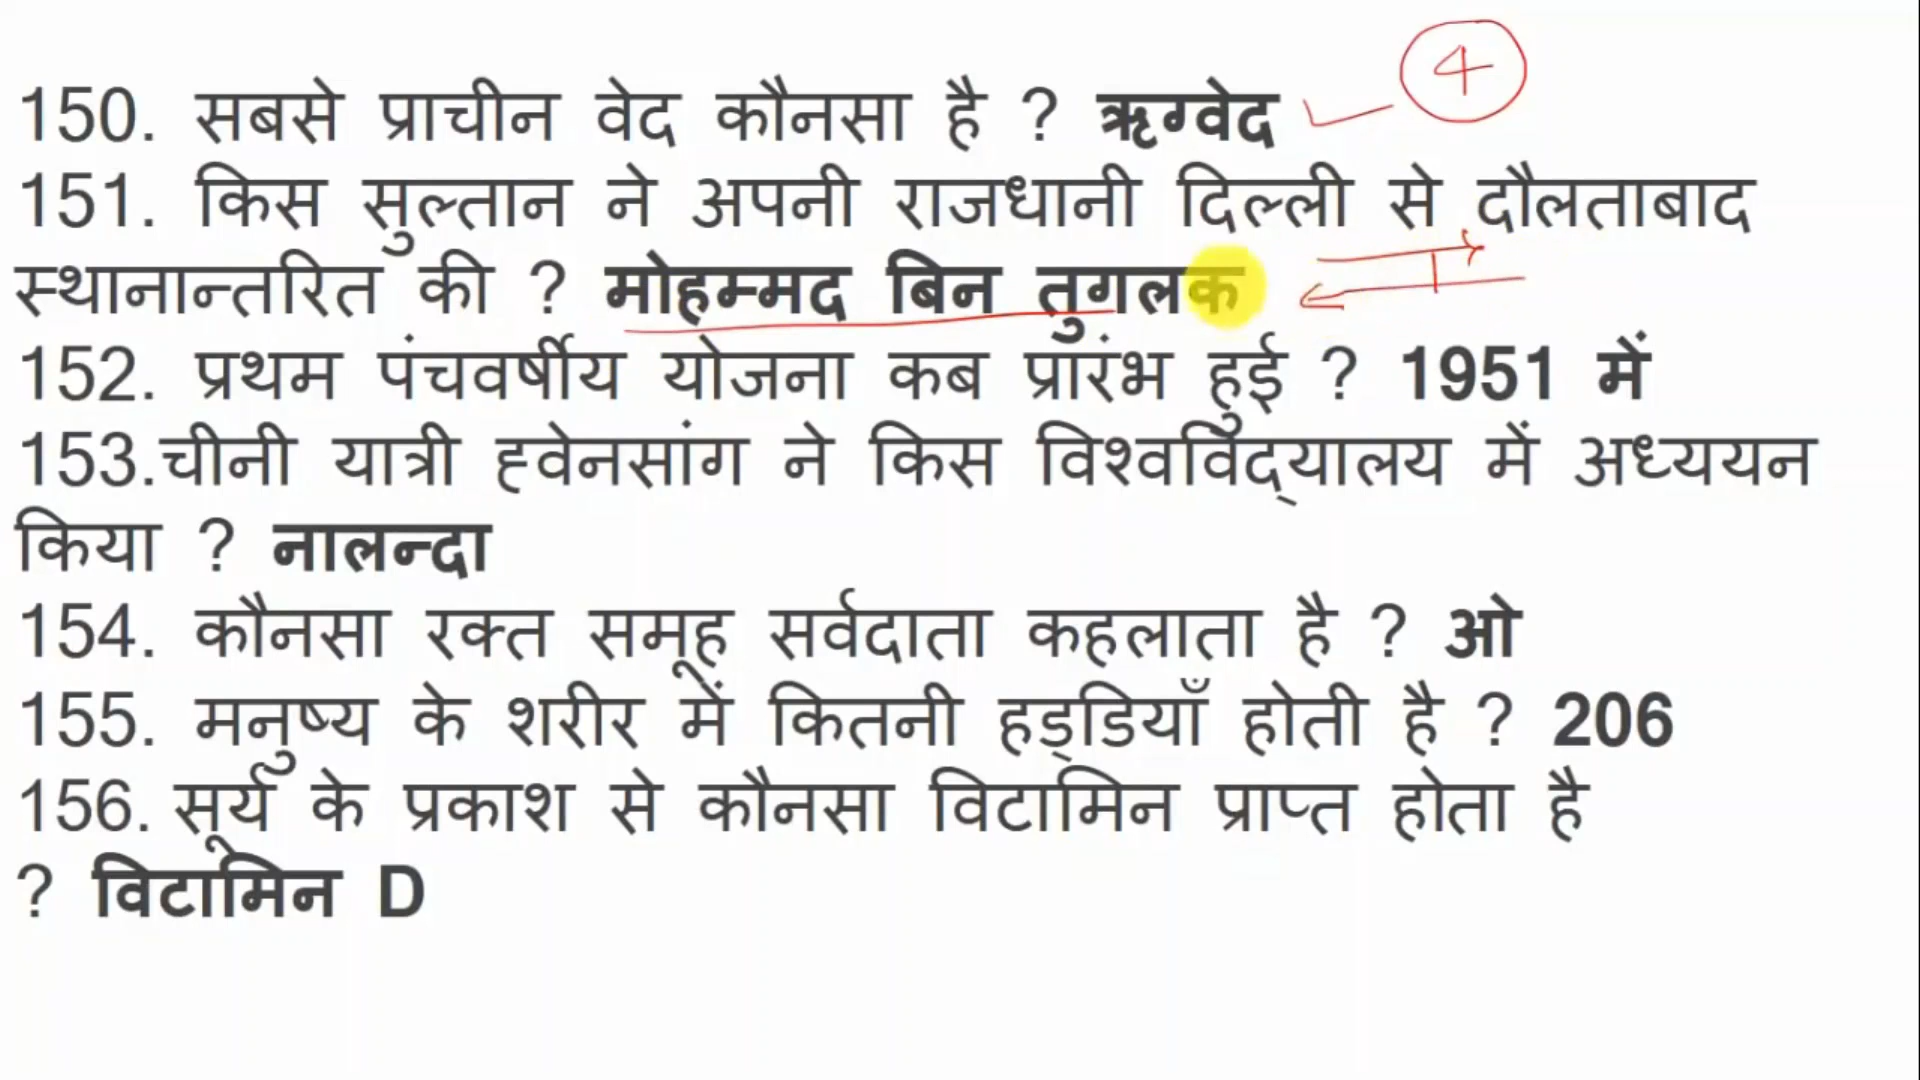 4
150. सबसे प्राचीन वेद कौनसा है ? ऋग्वेद
151. किस सुल्तान ने अपनी राजधानी दिल्ली से दौलताबाद
स्थानान्तरित की ? मोहम्मद बिन तुगलक
152. प्रथम पंचवर्षीय योजना कब प्रारंभ हुई ? 1951 में
153.चीनी यात्री ह्वेनसांग ने किस विश्वविद्यालय में अध्ययन
किया ? नालन्दा
154. कौनसा रक्त समूह सर्वदाता कहलाता है ? ओ
155. मनुष्य के शरीर में कितनी हड्डियाँ होती है ? 206
156. सूर्य के प्रकाश से कौनसा विटामिन प्राप्त होता है
? विटामिन D